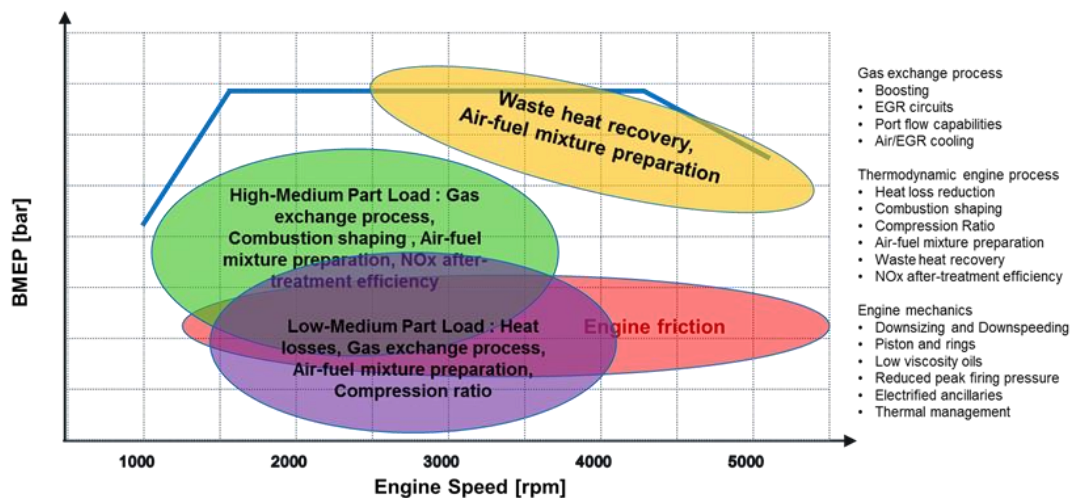 BMEP [bar]
Waste heat recovery,
Air-fuel mixture preparation
High-Medium Part Load : Gas
exchange process,
Combustion shaping , Air-fuel
mixture preparation, NOx after-
treatment efficiency
Engine friction
Low-Medium Part Load : Heat
losses, Gas exchange process,
Air-fuel mixture preparation,
Compression ratio
1000 2000 3000 4000 5000
Engine Speed [rpm]
Gas exchange process
• Boosting
• EGR circuits
• Port flow capabilities
• Air/EGR cooling
Thermodynamic engine process
• Heat loss reduction
• Combustion shaping
• Compression Ratio
• Air-fuel mixture preparation
• Waste heat recovery
• NOx after-treatment efficiency
Engine mechanics
• Downsizing and Downspeeding
• Piston and rings
• Low viscosity oils
• Reduced peak firing pressure
• Electrified ancillaries
• Thermal management